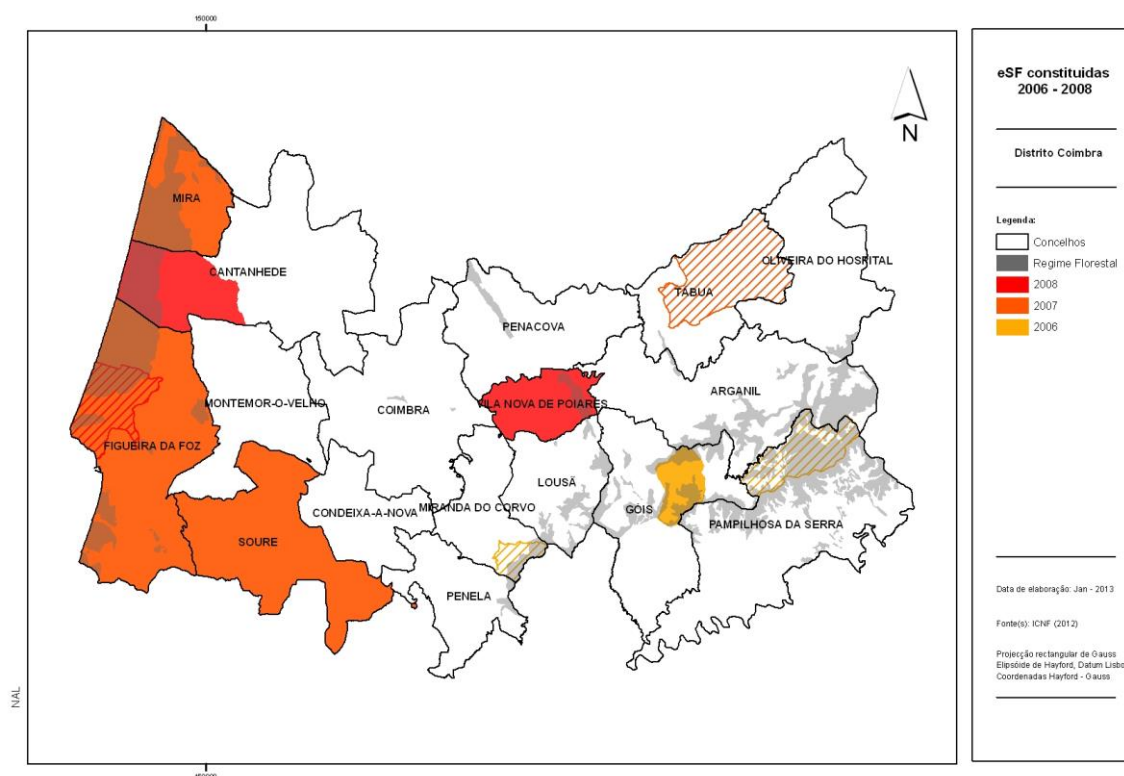 150000
N
MIRA
CANTANHEDE
OLIVEIRA DO HOSPITAL
TÁBUA
PENACOVA
ARGANIL
VILA NOVA DE POIARES
MONTEMOR-O-VELHO
COIMBRA
FIGUEIRA DA FOZ
LOUSÃ
CONDEIXA-A-NOVA
MIRANDA DO CORVO
GOIS
PAMPILHOSA DA SERRA
SOURE
PENELA
NAL
150000
eSF constituidas
2006 - 2008
Distrito Coimbra
Legenda:
Concelhos
Regime Florestal
2008
2007
2006
Data de elaboração: Jan - 2013
Fonte(s): ICNF (2012)
Projecção rectangular de Gauss
Elipsóide de Hayford, Datum Lisbo
Coordenadas Hayford - Gauss